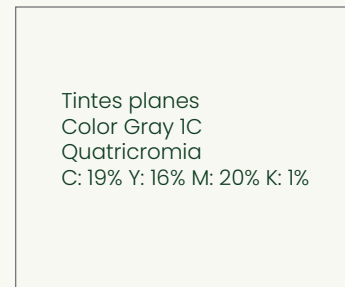 Tintes planes
Color Gray 1C
Quatricromia
C: 19% Y: 16% M: 20% K: 1%